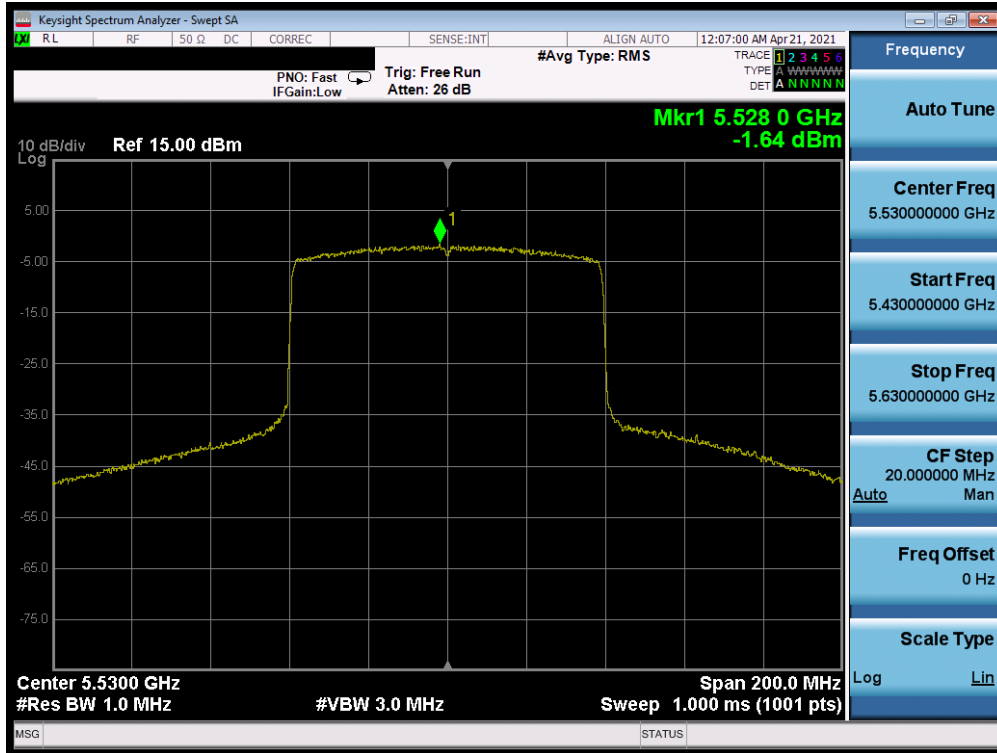 Keysight Spectrum Analyzer - Swept SA
LXI RL RF 50 Ω DC CORREC SENSE:INT ALIGN AUTO 12:07:00 AM Apr 21, 2021
#Avg Type: RMS
TRACE 1 2 3 4 5 6
TYPE A W W W W W
DET A N N N N N
PNO: Fast
IFGain:Low
Trig: Free Run
Atten: 26 dB
Mkr1 5.528 0 GHz
-1.64 dBm
10 dB/div Ref 15.00 dBm
Log
5.00
-5.00
-15.0
-25.0
-35.0
-45.0
-55.0
-65.0
-75.0
1
Center 5.5300 GHz Span 200.0 MHz
#Res BW 1.0 MHz #VBW 3.0 MHz Sweep 1.000 ms (1001 pts)
MSG STATUS
Frequency
Auto Tune
Center Freq
5.530000000 GHz
Start Freq
5.430000000 GHz
Stop Freq
5.630000000 GHz
CF Step
20.000000 MHz
Auto Man
Freq Offset
0 Hz
Scale Type
Log Lin